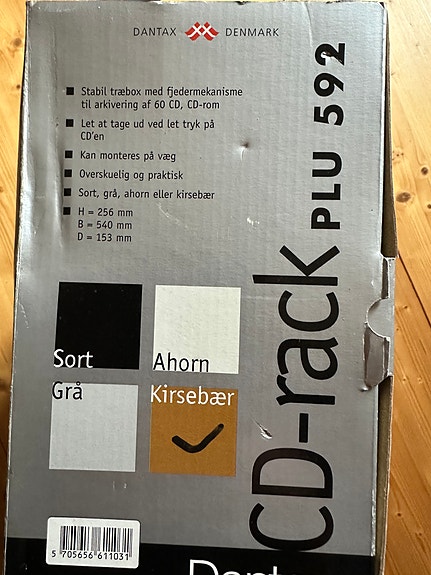 DANTAX DENMARK
Stabil træbox med fjedermekanisme
til arkivering af 60 CD, CD-rom
Let at tage ud ved let tryk på
CD'en
Kan monteres på væg
Overskuelig og praktisk
Sort, grå, ahorn eller kirsebær
H = 256 mm
B = 540 mm
D = 153 mm
CD-rack PLU 592
Sort
Ahorn
Grå
Kirsebær
5 705656 611031